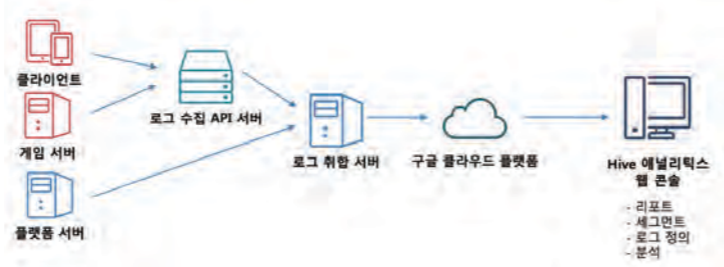 클라이언트
게임 서버
플랫폼 서버
로그 수집 API 서버
로그 취합 서버
구글 클라우드 플랫폼
Hive 애널리틱스
웹 콘솔
- 리포트
- 세그먼트
- 로그 정의
- 분석